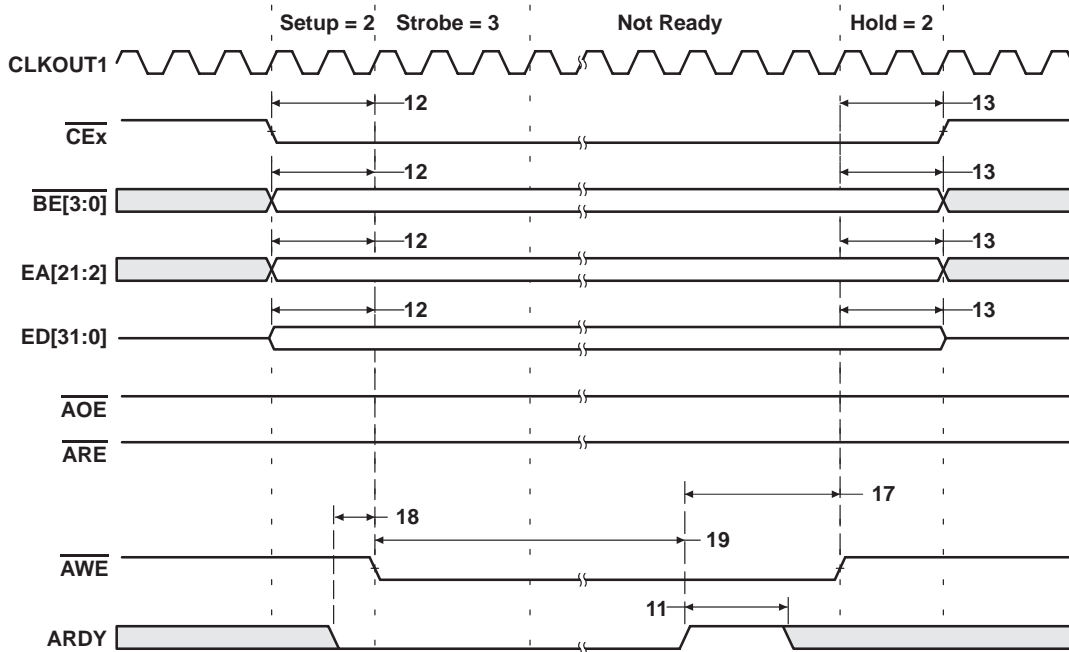 Setup = 2 Strobe = 3 Not Ready Hold = 2
CLKOUT1
12 13
CEx
12 13
BE[3:0]
12 13
EA[21:2]
12 13
ED[31:0]
AOE
ARE
17
18
19
AWE
11
ARDY